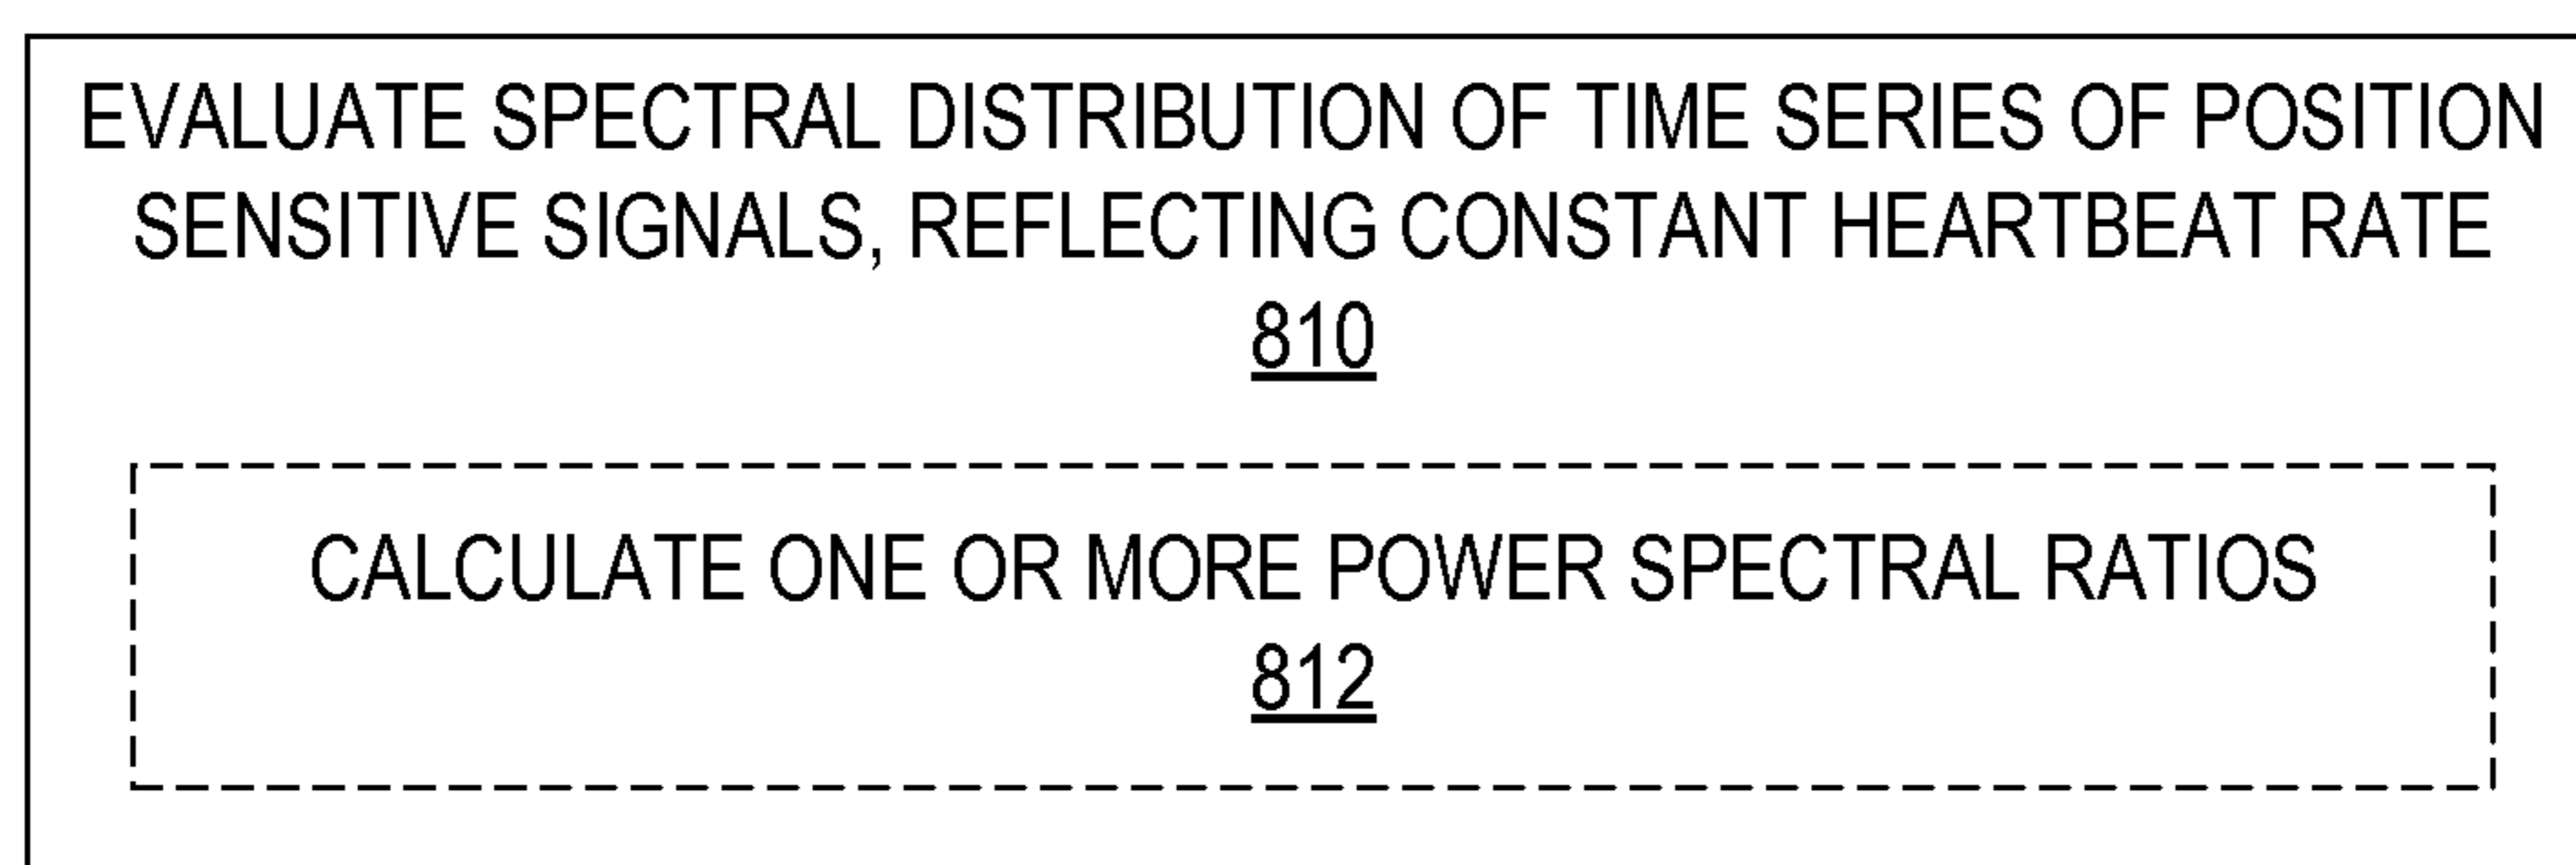 EVALUATE SPECTRAL DISTRIBUTION OF TIME SERIES OF POSITION
SENSITIVE SIGNALS, REFLECTING CONSTANT HEARTBEAT RATE
810
CALCULATE ONE OR MORE POWER SPECTRAL RATIOS
812